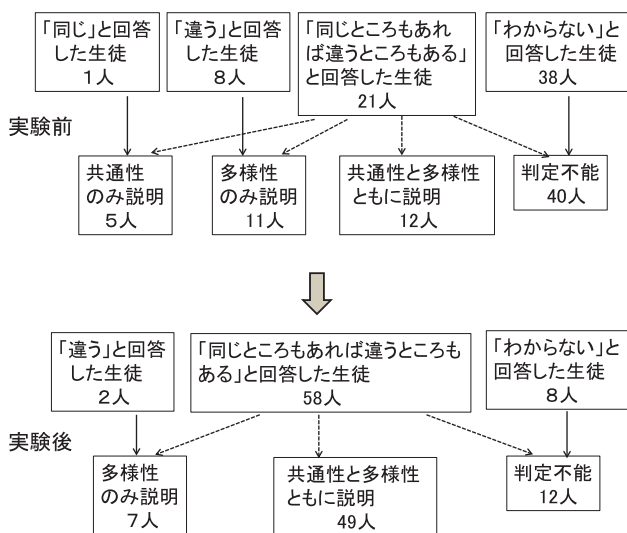 「同じ」と回答
した生徒
1人
「違う」と回答
した生徒
8人
「同じところもあれ
ば違うところもある」
と回答した生徒
21人
「わからない」と
回答した生徒
38人
実験前
共通性
のみ説明
5人
多様性
のみ説明
11人
共通性と多様性
ともに説明
12人
判定不能
40人
「違う」と回答
した生徒
2人
「同じところもあれば違うところも
ある」と回答した生徒
58人
「わからない」と
回答した生徒
8人
実験後
多様性
のみ説明
7人
共通性と多様性
ともに説明
49人
判定不能
12人